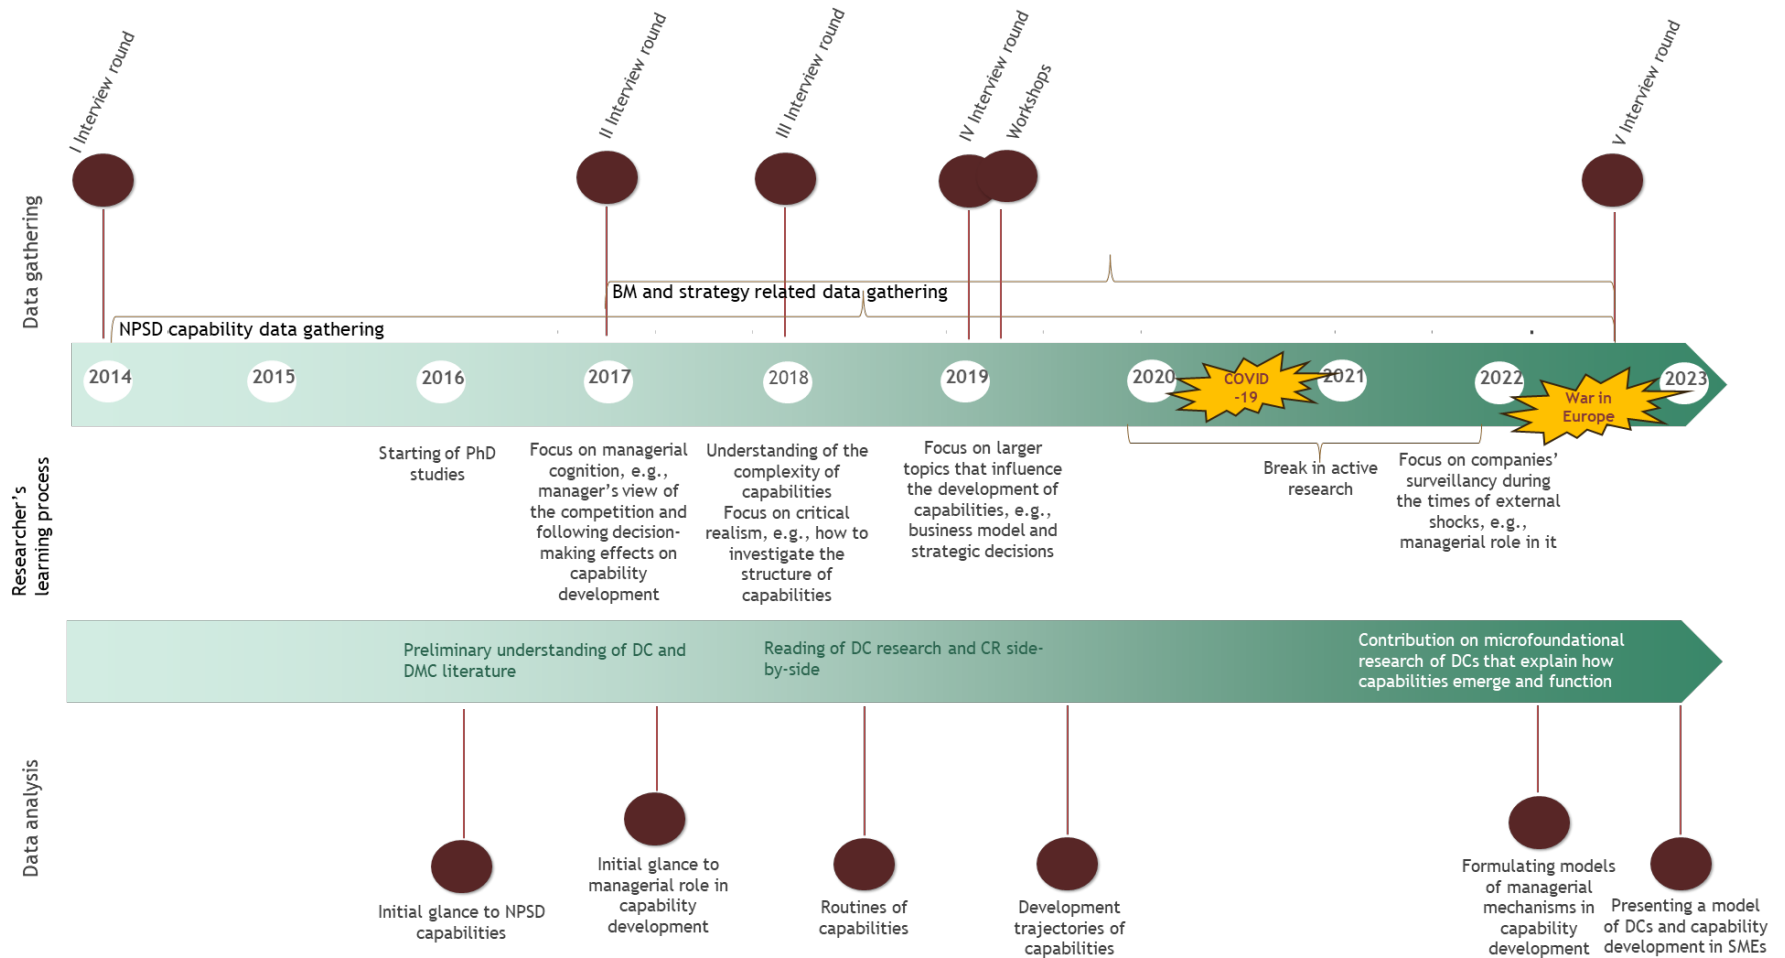 I Interview round
II Interview round
III Interview round
IV Interview round
Workshops
V Interview round
Data gathering
BM and strategy related data gathering
NPSD capability data gathering
2014
2015
2016
2017
2018
2019
2020
COVID
-19
2021
2022
War in
Europe
2023
Researcher's
learning process
Starting of PhD
studies
Focus on managerial
cognition, e.g.,
manager's view of
the competition and
following decision-
making effects on
capability
development
Understanding of the
complexity of
capabilities
Focus on critical
realism, e.g., how to
investigate the
structure of
capabilities
Focus on larger
topics that influence
the development of
capabilities, e.g.,
business model and
strategic decisions
Break in active
research
Focus on companies'
surveillancy during
the times of external
shocks, e.g.,
managerial role in it
Preliminary understanding of DC and
DMC literature
Reading of DC research and CR side-
by-side
Contribution on microfoundational
research of DCs that explain how
capabilities emerge and function
Data analysis
Initial glance to NPSD
capabilities
Initial glance to
managerial role in
capability
development
Routines of
capabilities
Development
trajectories of
capabilities
Formulating models
of managerial
mechanisms in
capability
development
Presenting a model
of DCs and capability
development in SMEs